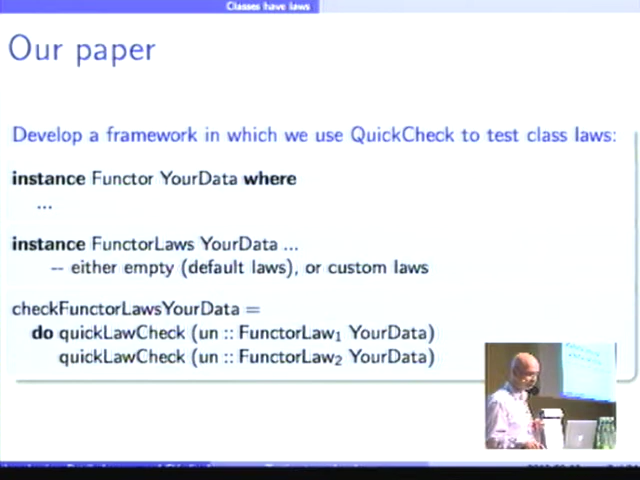 Classes have laws
Our paper
Develop a framework in which we use QuickCheck to test class laws:
instance Functor YourData where
...
instance FunctorLaws YourData ...
-- either empty (default laws), or custom laws
checkFunctorLawsYourData =
do quickLawCheck (un :: FunctorLaw₁ YourData)
quickLawCheck (un :: FunctorLaw₂ YourData)